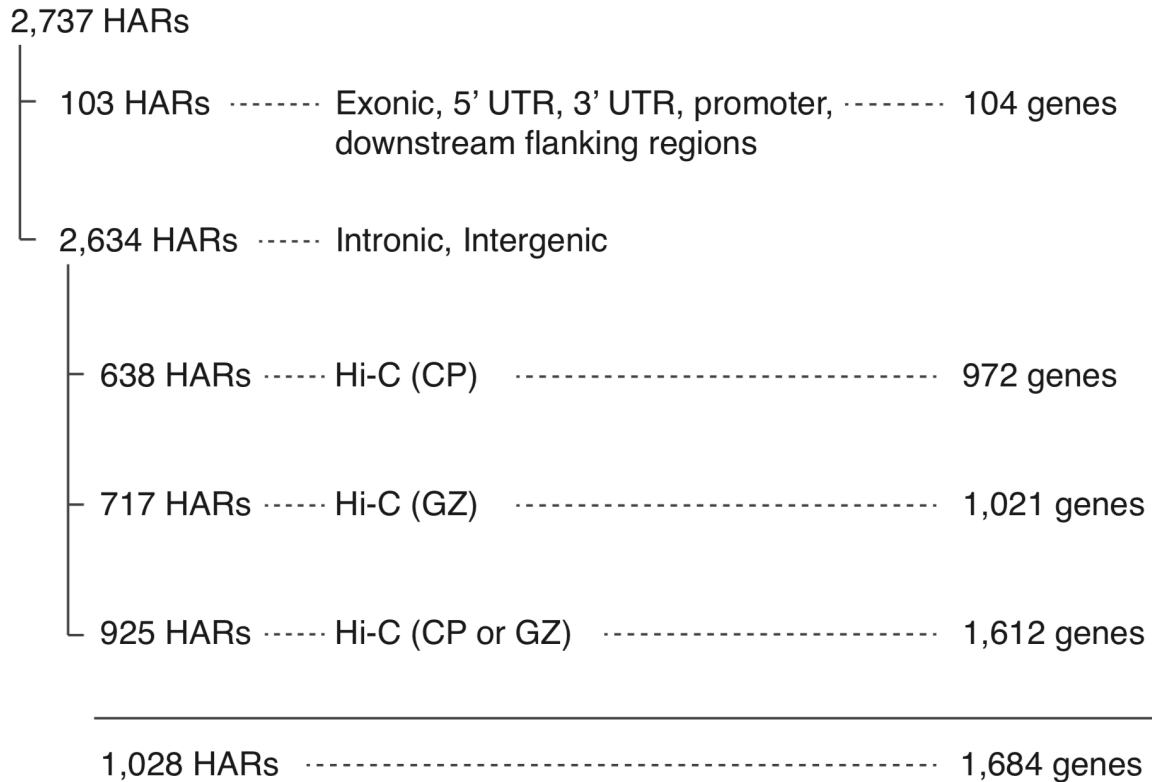 2,737 HARs
103 HARs Exonic, 5’ UTR, 3’ UTR, promoter, 104 genes
downstream flanking regions
2,634 HARs Intronic, Intergenic
638 HARs Hi-C (CP) 972 genes
717 HARs Hi-C (GZ) 1,021 genes
925 HARs Hi-C (CP or GZ) 1,612 genes
1,028 HARs 1,684 genes